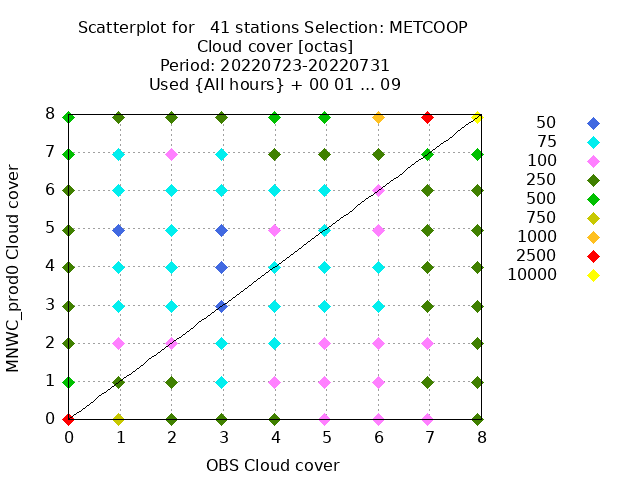 Scatterplot for   41 stations Selection: METCOOP
Cloud cover [octas]
Period: 20220723-20220731
Used {All hours} + 00 01 ... 09
MNWC_prod0 Cloud cover
8
7
6
5
4
3
2
1
0
0 1 2 3 4 5 6 7 8
OBS Cloud cover
50
75
100
250
500
750
1000
2500
10000